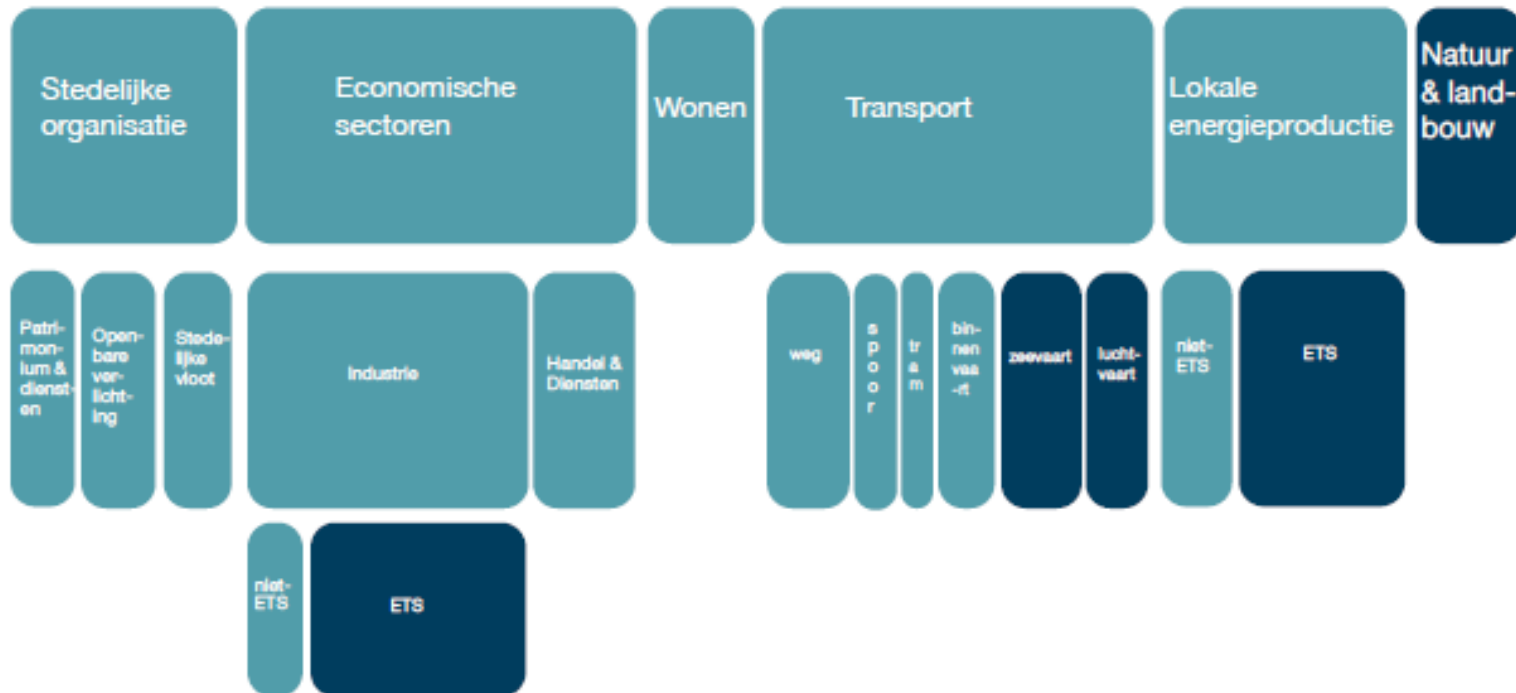 Stedelijke
organisatie
Economische
sectoren
Wonen
Transport
Lokale
energieproductie
Natuur
& land-
bouw
Patri-
mon-
ium &
dienst-
en
Open-
bare
ver-
licht-
ing
Stede-
lijke
vloot
Industrie
Handel &
Diensten
weg
s
p
o
o
r
tr
a
m
bin-
nen
vaa
-rt
zeevaart
lucht-
vaart
niet-
ETS
ETS
niet-
ETS
ETS